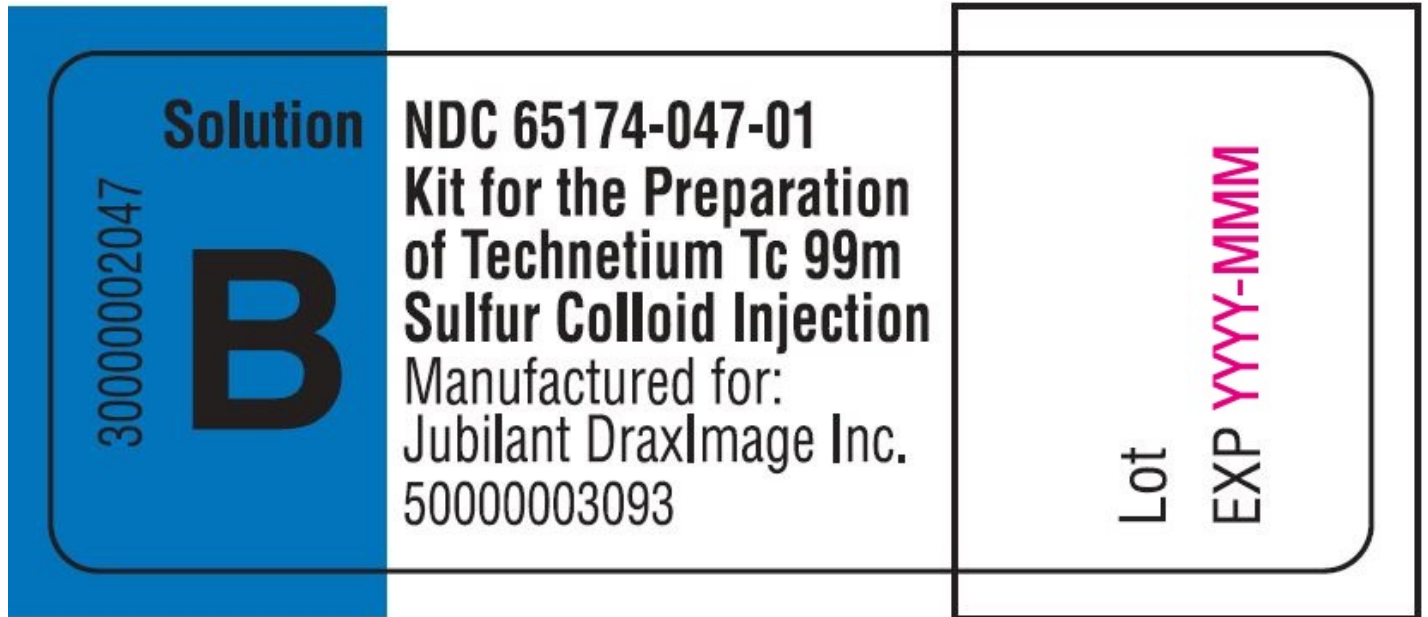 Solution
B
3000002047
NDC 65174-047-01
Kit for the Preparation
of Technetium Tc 99m
Sulfur Colloid Injection
Manufactured for:
Jubilant DraxImage Inc.
50000003093
Lot
EXP YYYY-MMM